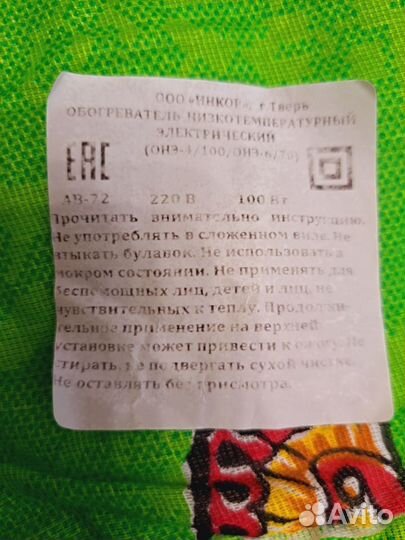 ООО «ИНКОР», г Тверь
ОБОГРЕВАТЕЛЬ НИЗКОТЕМПЕРАТУРНЫЙ
ЭЛЕКТРИЧЕСКИЙ
(ОНЭ-4/100,ОНЭ-6/70)
ЕАС
АВ-72 220 В 100 Вт
Прочитать внимательно инструкцию.
Не употреблять в сложенном виде. Не
втыкать булавок. Не использовать в
мокром состоянии. Не применять для
беспомощных лиц, детей и лиц, не
чувствительных к теплу. Продолжи-
тельное применение на верхней
установке может привести к ожогу. Не
стирать, не подвергать сухой чистке.
Не оставлять без присмотра.
Avito